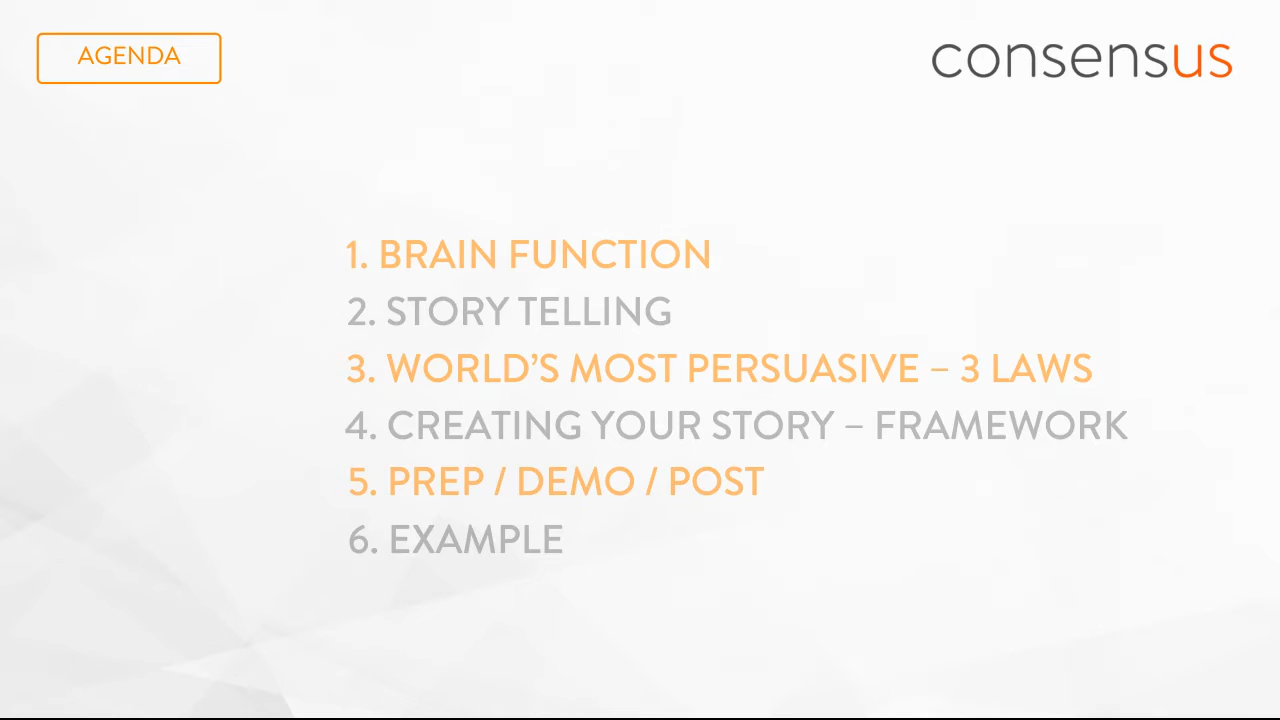 AGENDA
consensus
1. BRAIN FUNCTION
2. STORY TELLING
3. WORLD’S MOST PERSUASIVE – 3 LAWS
4. CREATING YOUR STORY – FRAMEWORK
5. PREP / DEMO / POST
6. EXAMPLE